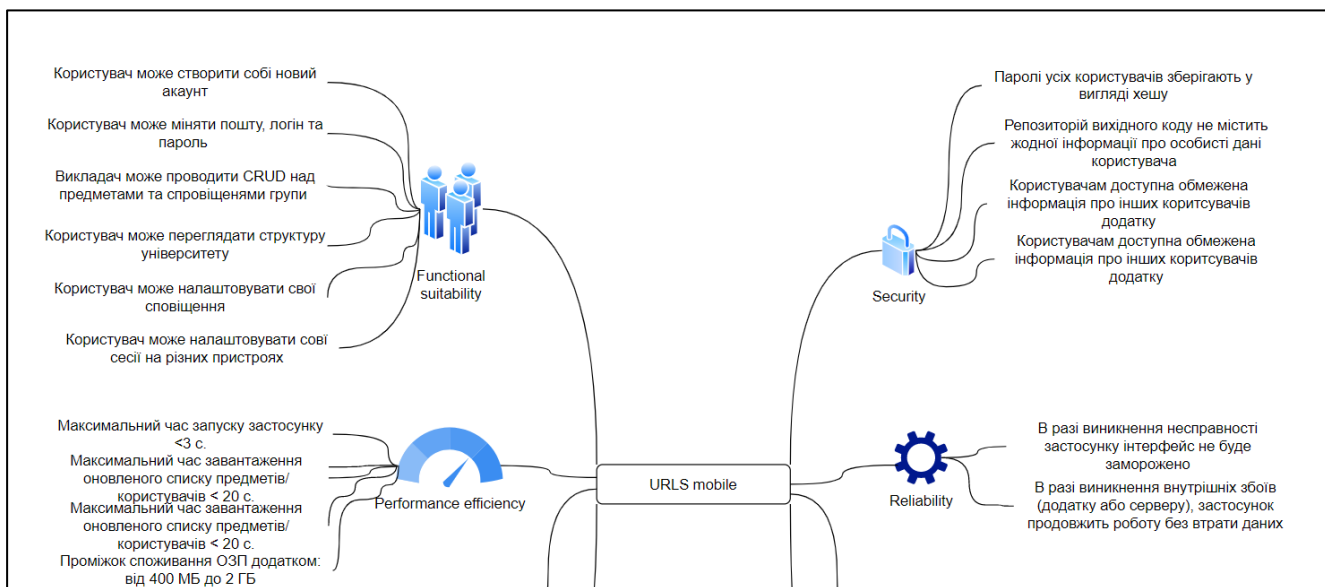 Користувач може створити собі новий
акаунт
Користувач може міняти пошту, логін та
пароль
Викладач може проводити CRUD над
предметами та спровіщенями групи
Користувач може переглядати структуру
університету
Користувач може налаштовувати свої
сповіщення
Користувач може налаштовувати сові
сесії на різних пристроях
Functional
suitability
Максимальний час запуску застосунку
<3 с.
Максимальний час завантаження
оновленого списку предметів/
користувачів < 20 с.
Максимальний час завантаження
оновленого списку предметів/
користувачів < 20 с.
Проміжок споживання ОЗП додатком:
від 400 МБ до 2 ГБ
Performance efficiency
URLS mobile
Паролі усіх користувачів зберігають у
вигляді хешу
Репозиторій вихідного коду не містить
жодної інформації про особисті дані
користувача
Користувачам доступна обмежена
інформація про інших коритсувачів
додатку
Користувачам доступна обмежена
інформація про інших коритсувачів
додатку
Security
В разі виникнення несправності
застосунку інтерфейс не буде
заморожено
В разі виникнення внутрішніх збоїв
(додатку або серверу), застосунок
продовжить роботу без втрати даних
Reliability